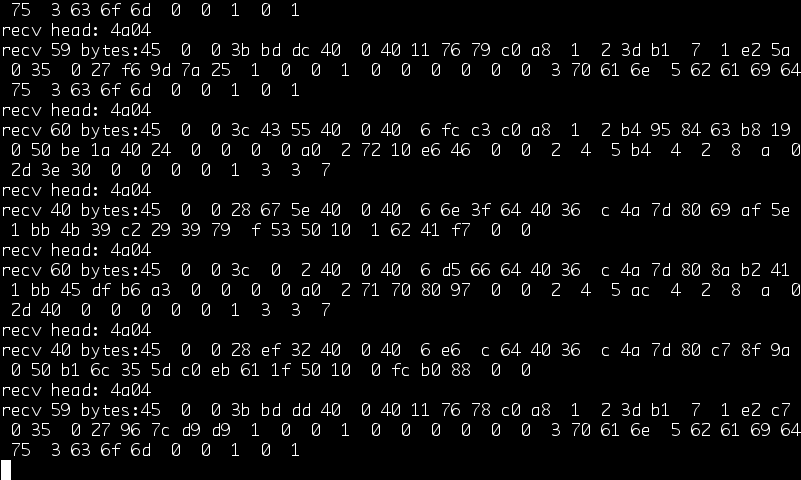 75  3 63 6f 6d  0  0  1  0  1
recv head: 4a04
recv 59 bytes:45  0  0 3b bd dc 40  0 40 11 76 79 c0 a8  1  2 3d b1  7  1 e2 5a
0 35  0 27 f6 9d 7a 25  1  0  0  1  0  0  0  0  0  0  3 70 61 6e  5 62 61 69 64
75  3 63 6f 6d  0  0  1  0  1
recv head: 4a04
recv 60 bytes:45  0  0 3c 43 55 40  0 40  6 fc c3 c0 a8  1  2 b4 95 84 63 b8 19
0 50 be 1a 40 24  0  0  0  0 a0  2 72 10 e6 46  0  0  2  4  5 b4  4  2  8  a  0
2d 3e 30  0  0  0  0  1  3  3  7
recv head: 4a04
recv 40 bytes:45  0  0 28 67 5e 40  0 40  6 6e 3f 64 40 36  c 4a 7d 80 69 af 5e
1 bb 4b 39 c2 29 39 79  f 53 50 10  1 62 41 f7  0  0
recv head: 4a04
recv 60 bytes:45  0  0 3c  0  2 40  0 40  6 d5 66 64 40 36  c 4a 7d 80 8a b2 41
1 bb 45 df b6 a3  0  0  0  0 a0  2 71 70 80 97  0  0  2  4  5 ac  4  2  8  a  0
2d 40  0  0  0  0  0  1  3  3  7
recv head: 4a04
recv 40 bytes:45  0  0 28 ef 32 40  0 40  6 e6  c 64 40 36  c 4a 7d 80 c7 8f 9a
0 50 b1 6c 35 5d c0 eb 61 1f 50 10  0 fc b0 88  0  0
recv head: 4a04
recv 59 bytes:45  0  0 3b bd dd 40  0 40 11 76 78 c0 a8  1  2 3d b1  7  1 e2 c7
0 35  0 27 96 7c d9 d9  1  0  0  1  0  0  0  0  0  0  3 70 61 6e  5 62 61 69 64
75  3 63 6f 6d  0  0  1  0  1